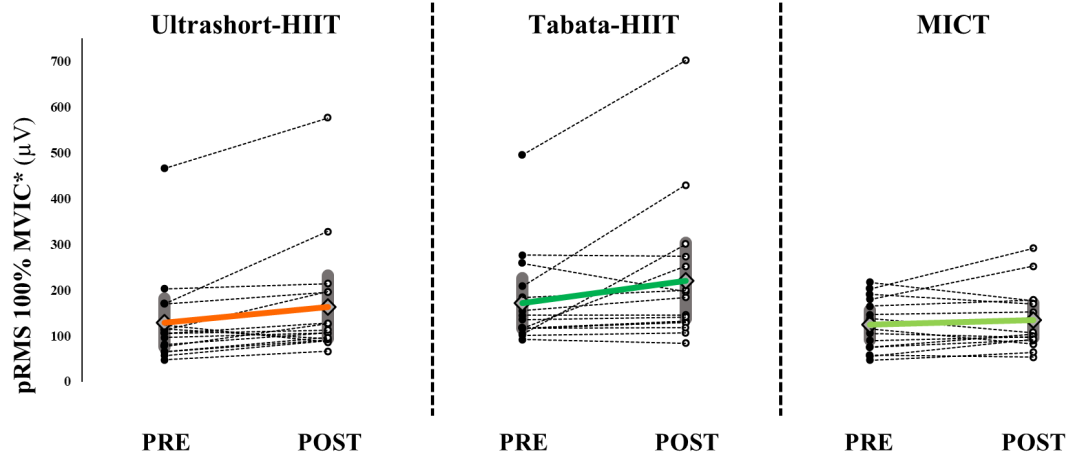 Ultrashort-HIIT
Tabata-HIIT
MICT
pRMS 100% MVIC* (µV)
700
600
500
400
300
200
100
0
PRE
POST
PRE
POST
PRE
POST